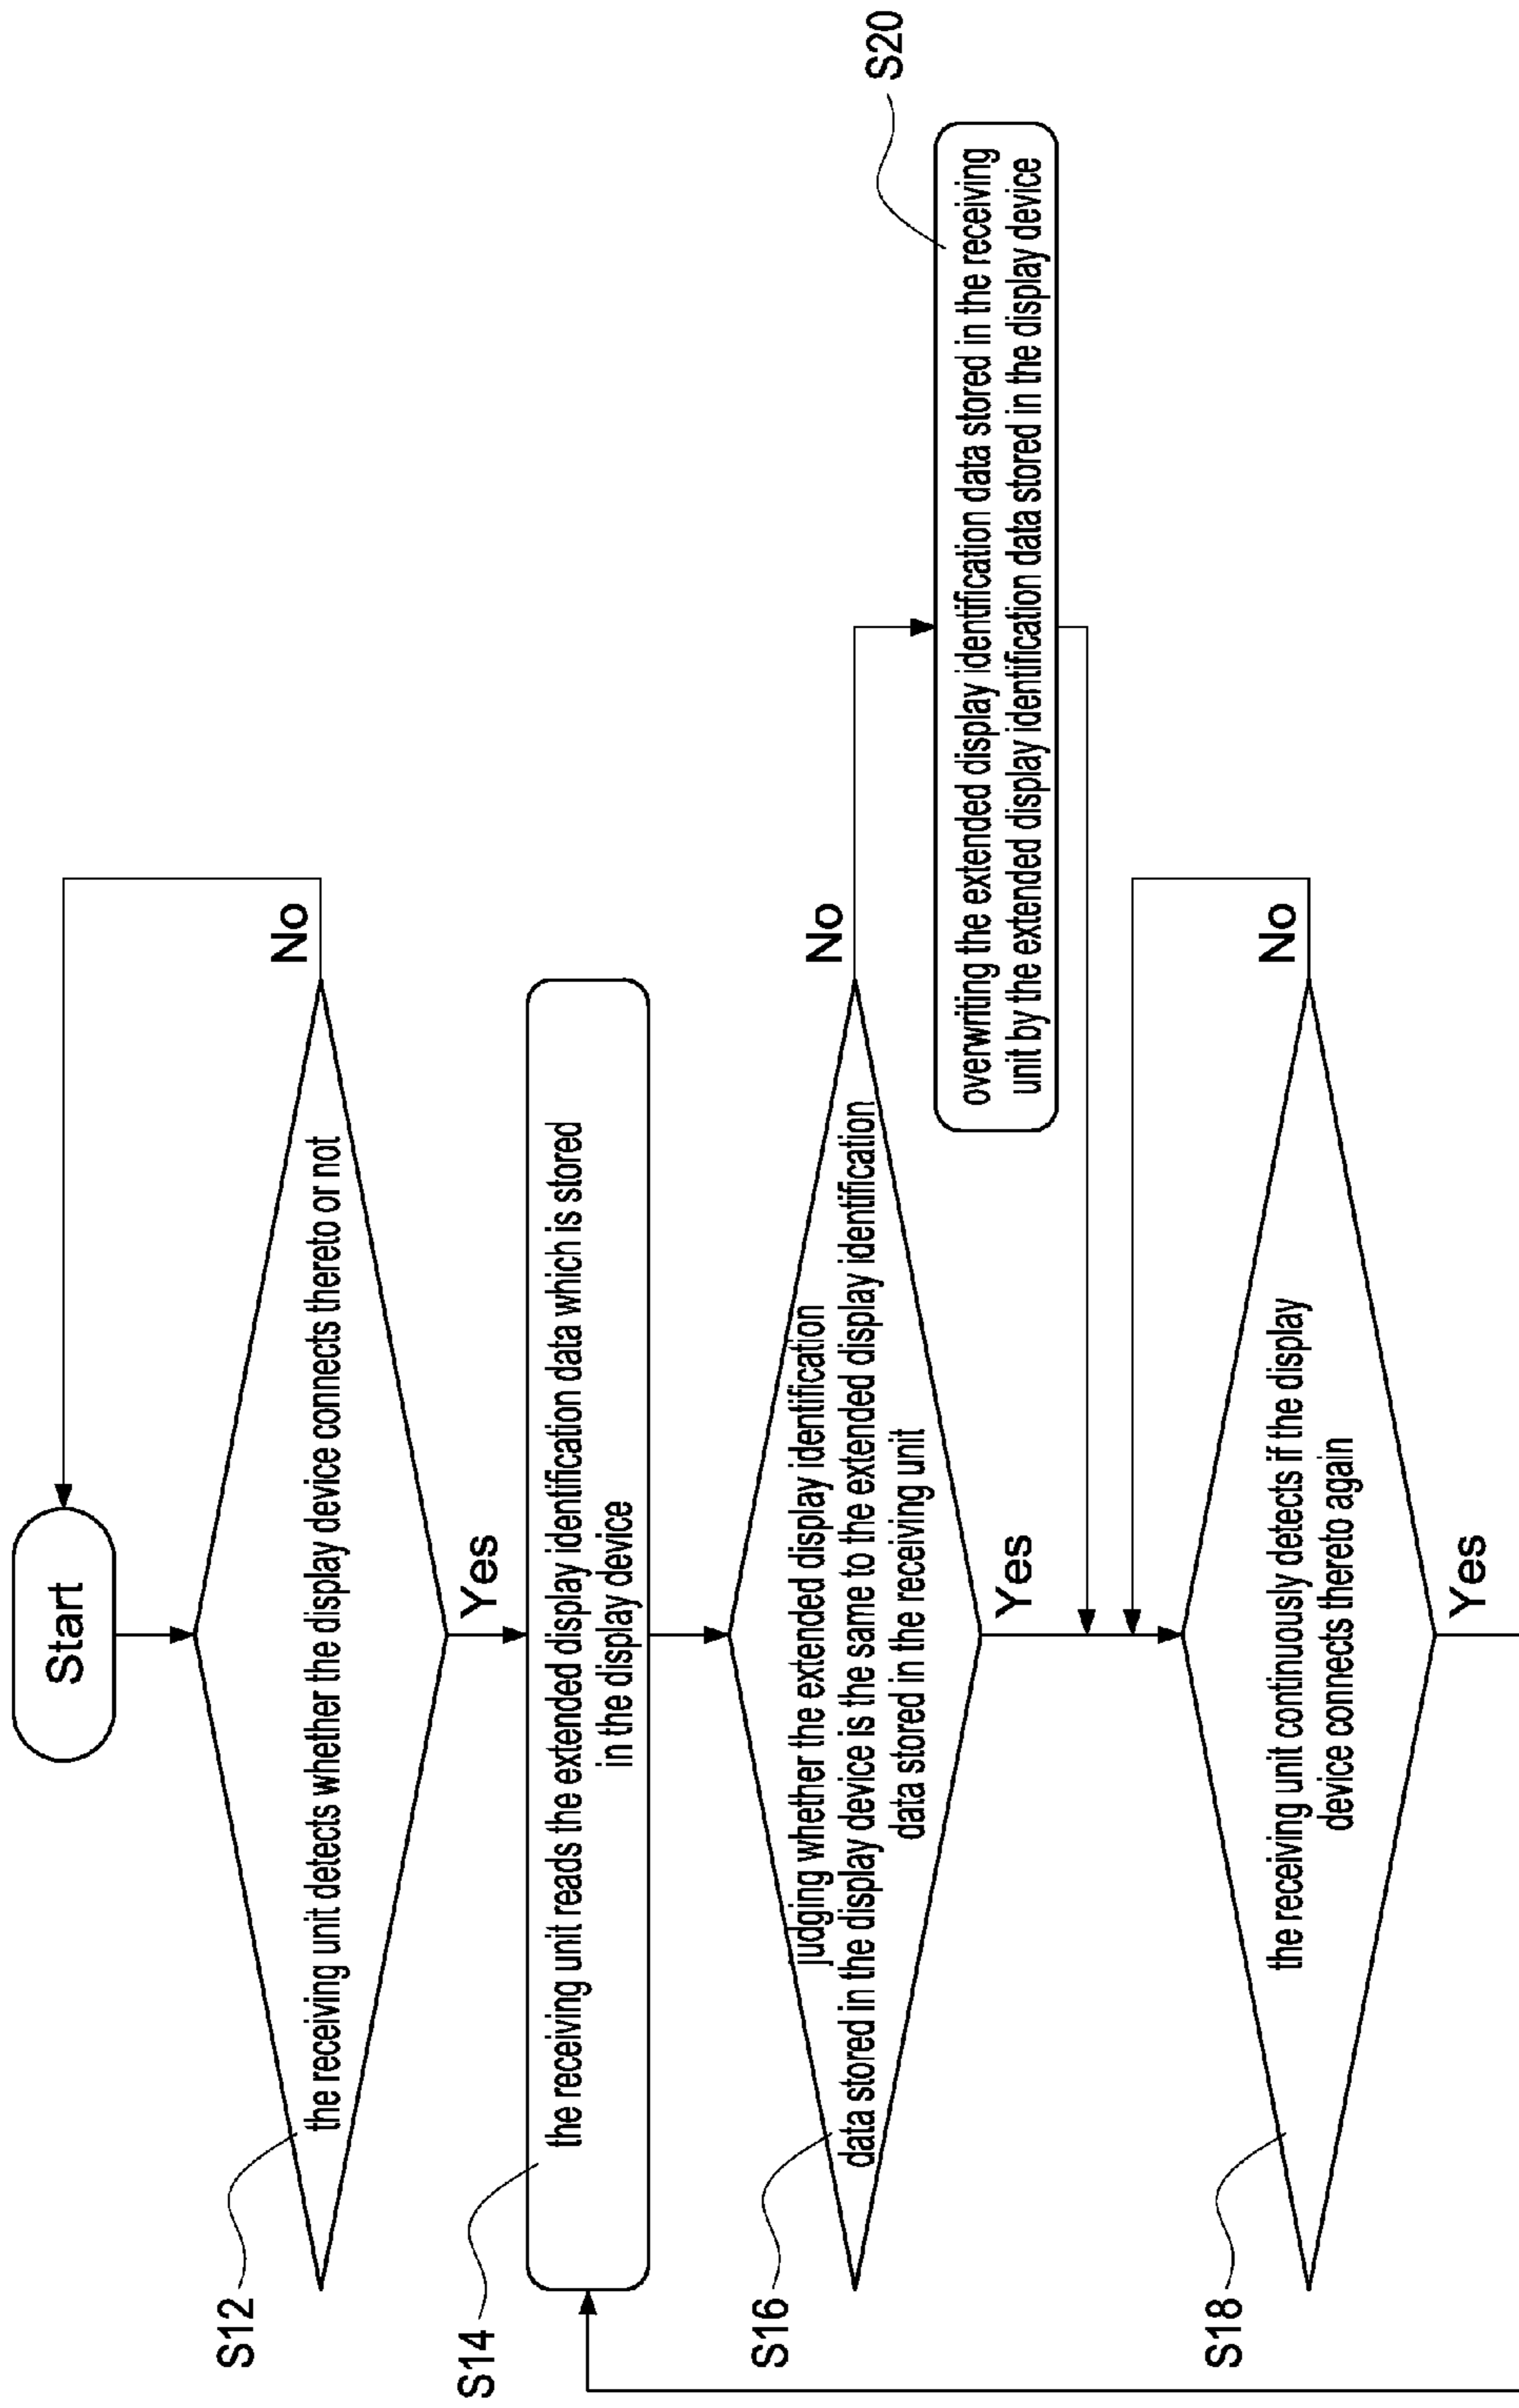 Start
S12
the receiving unit detects whether the display device connects thereto or not
No
Yes
S14
the receiving unit reads the extended display identification data which is stored
in the display device
S16
judging whether the extended display identification
data stored in the display device is the same to the extended display identification
data stored in the receiving unit
No
Yes
S20
overwriting the extended display identification data stored in the receiving
unit by the extended display identification data stored in the display device
S18
the receiving unit continuously detects if the display
device connects thereto again
No
Yes